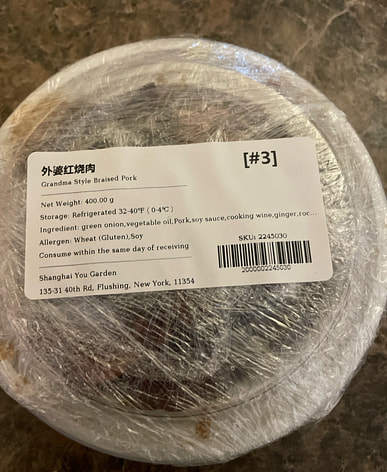 外婆红烧肉
[#3]
Grandma Style Braised Pork
Net Weight: 400.00 g
Storage: Refrigerated 32-40°F ( 0-4°C )
Ingredient: green onion,vegetable oil,Pork,soy sauce,cooking wine,ginger,roc...
Allergen: Wheat (Gluten),Soy
Consume within the same day of receiving
SKU: 2245030
2000002245030
Shanghai You Garden
135-31 40th Rd, Flushing, New York, 11354